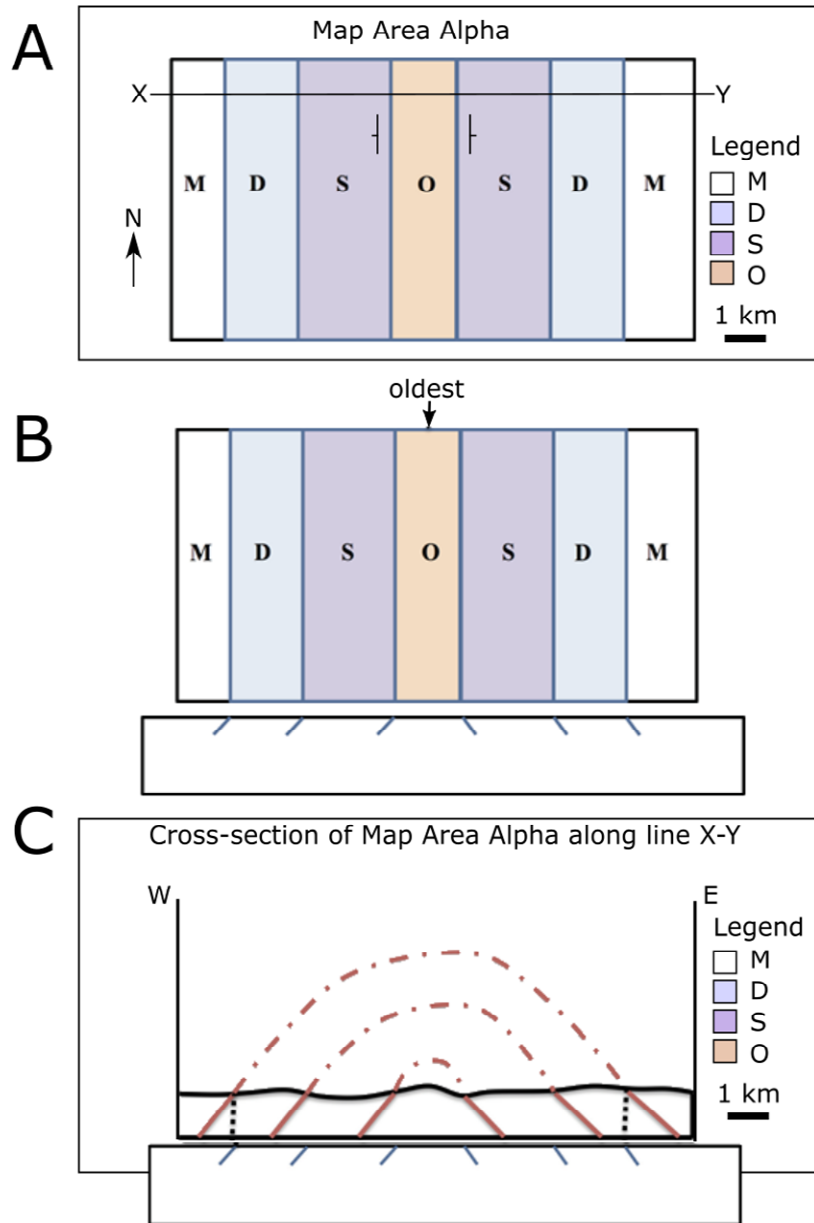 A
Map Area Alpha
X
Y
M D S O S D M
N
Legend
M
D
S
O
1 km
B
oldest
M D S O S D M
C
Cross-section of Map Area Alpha along line X-Y
W
E
Legend
M
D
S
O
1 km